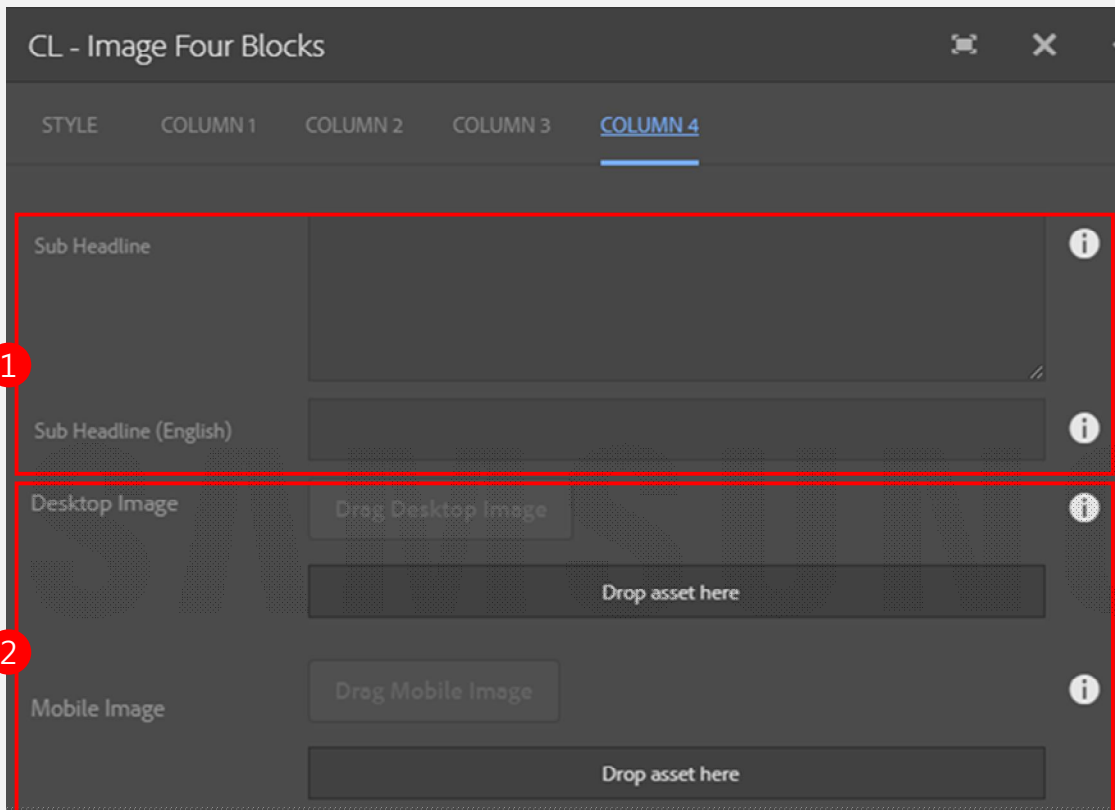 CL - Image Four Blocks
STYLE COLUMN 1 COLUMN 2 COLUMN 3 COLUMN 4
Sub Headline
1
Sub Headline (English)
Desktop Image
Drag Desktop Image
Drop asset here
2
Drag Mobile Image
Mobile Image
Drop asset here
SAMSUNG